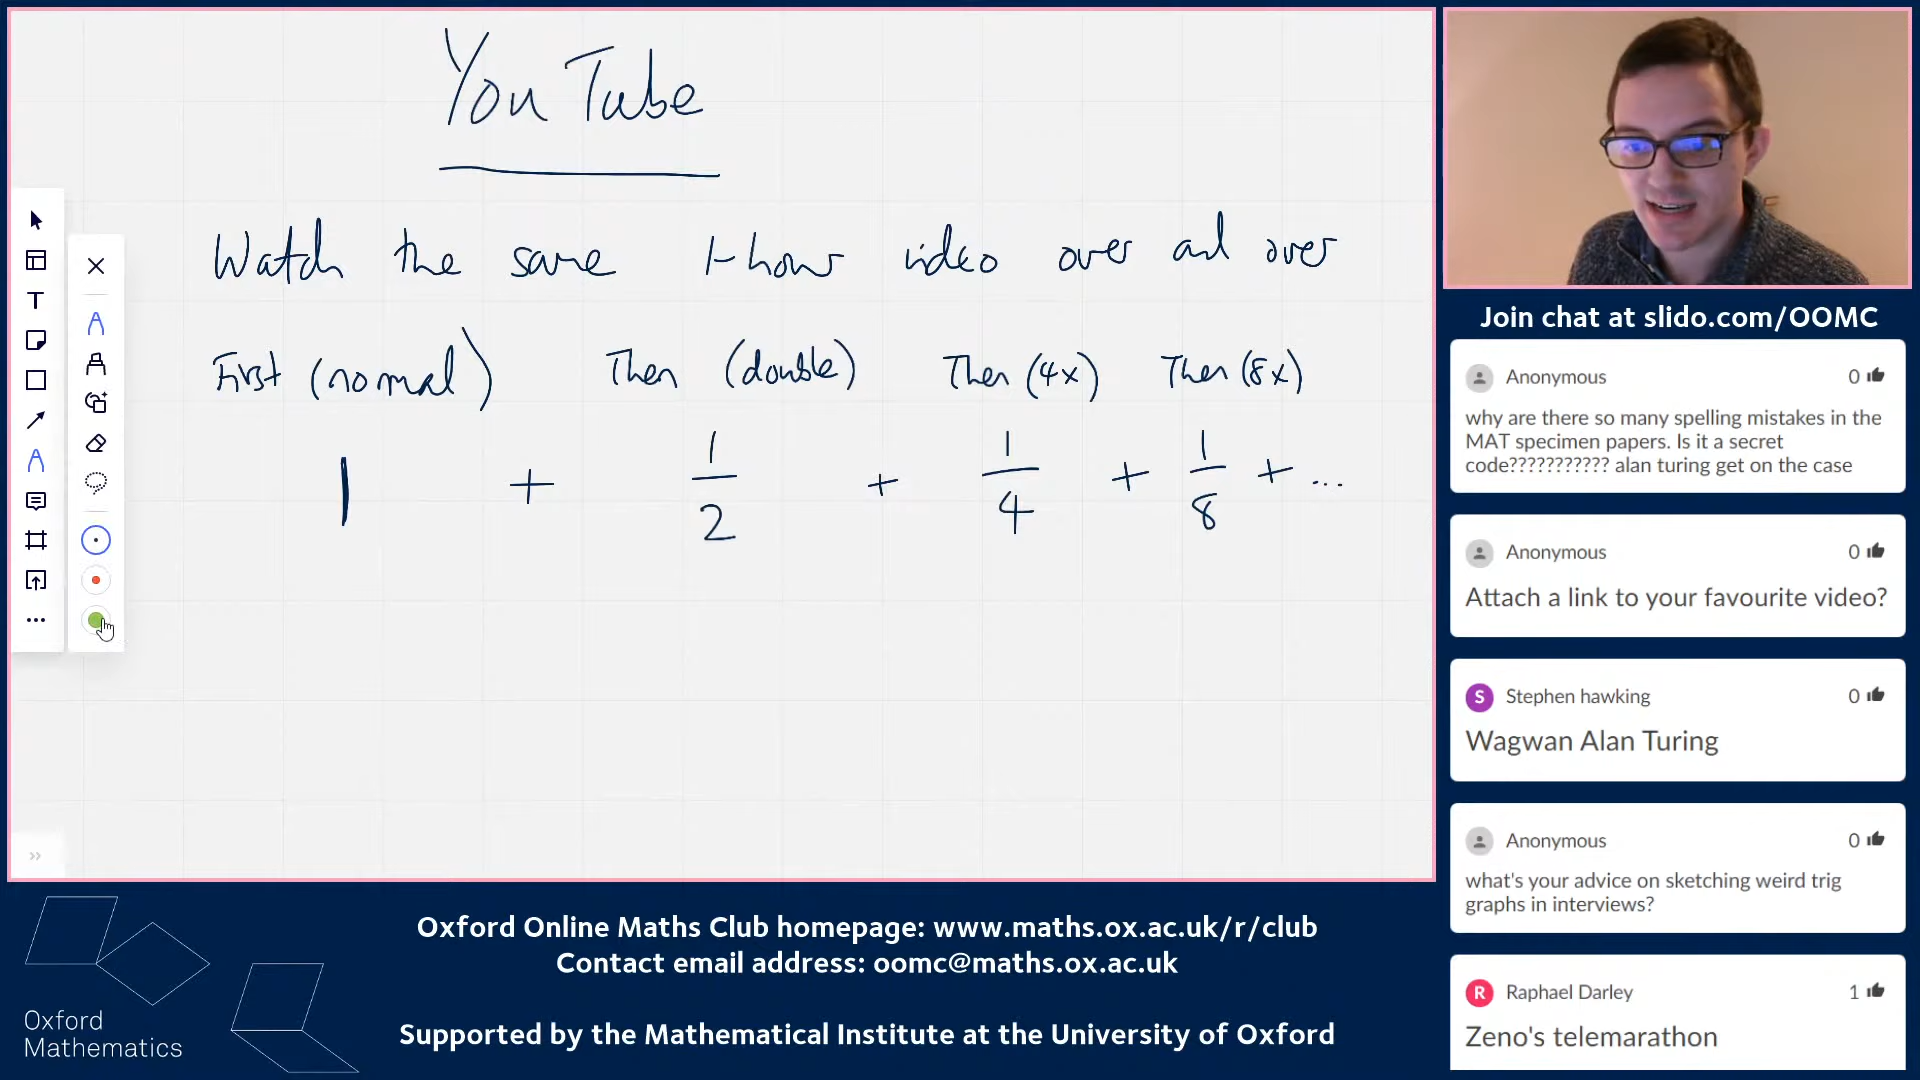 YouTube
Watch the same 1-hour video over and over
First (normal) Then (double) Then (4x) Then (8x)
1 + 1/2 + 1/4 + 1/8 + ...
Join chat at slido.com/OOMC
Anonymous 0
why are there so many spelling mistakes in the
MAT specimen papers. Is it a secret
code??????????? alan turing get on the case
Anonymous 0
Attach a link to your favourite video?
S Stephen hawking 0
Wagwan Alan Turing
Anonymous 0
what's your advice on sketching weird trig
graphs in interviews?
R Raphael Darley 1
Zeno's telemarathon
Oxford Online Maths Club homepage: www.maths.ox.ac.uk/r/club
Contact email address: oomc@maths.ox.ac.uk
Supported by the Mathematical Institute at the University of Oxford
Oxford
Mathematics